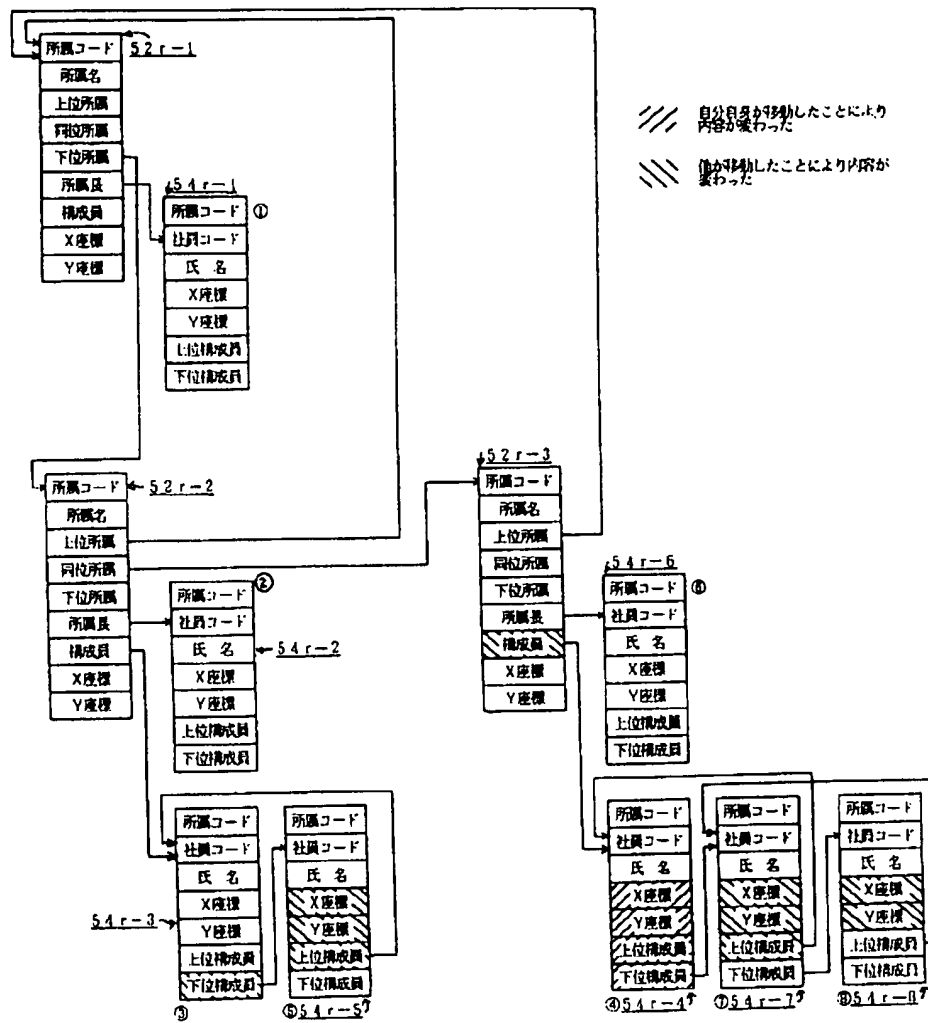 所属コード
52r-1
所属名
上位所属
同位所属
下位所属
所属長
構成員
X座標
Y座標
自分自身が移動したことにより
内容が変わった
他が移動したことにより内容が
変わった
54r-1
所属コード ①
社員コード
氏 名
X座標
Y座標
上位構成員
下位構成員
所属コード
52r-2
所属名
上位所属
同位所属
下位所属
所属長
構成員
X座標
Y座標
②
所属コード
社員コード
氏 名
54r-2
X座標
Y座標
上位構成員
下位構成員
52r-3
所属コード
所属名
上位所属
同位所属
下位所属
所属長
構成員
X座標
Y座標
54r-6
所属コード
社員コード
氏 名
X座標
Y座標
上位構成員
下位構成員
所属コード
社員コード
氏 名
X座標
54r-3
Y座標
上位構成員
下位構成員
③
所属コード
社員コード
氏 名
X座標
Y座標
上位構成員
下位構成員
⑤54r-5
所属コード
社員コード
氏 名
X座標
Y座標
上位構成員
下位構成員
④54r-4
所属コード
社員コード
氏 名
X座標
Y座標
上位構成員
下位構成員
⑦54r-7
所属コード
社員コード
氏 名
X座標
Y座標
上位構成員
下位構成員